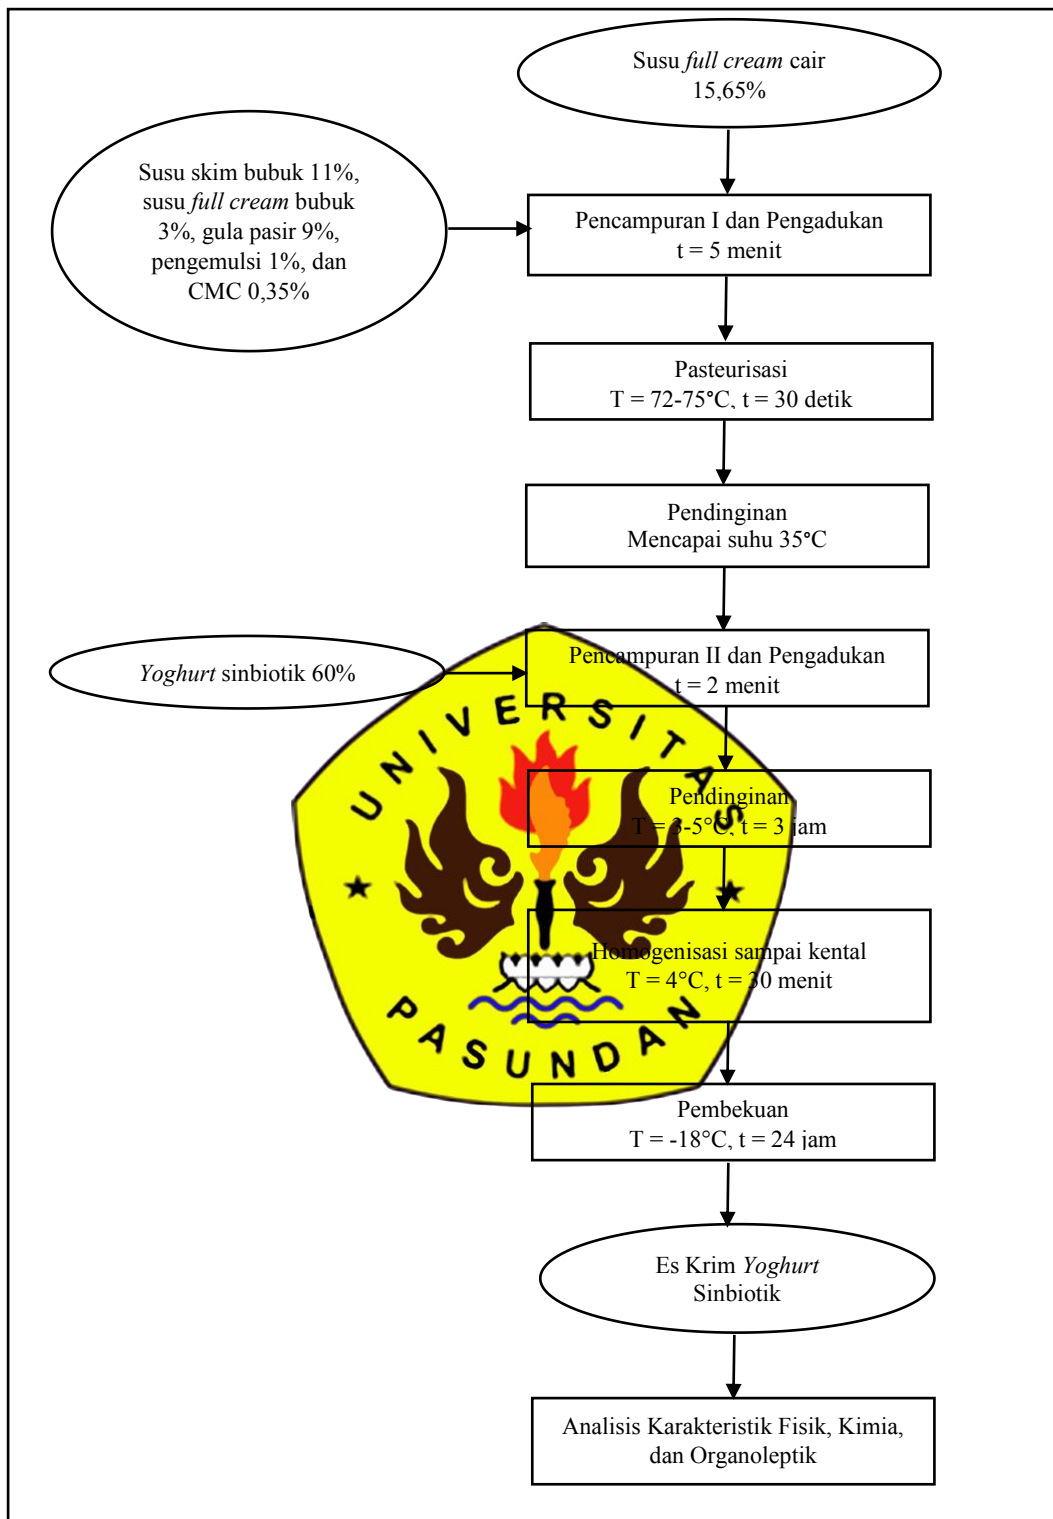 Susu full cream cair
15,65%
Susu skim bubuk 11%,
susu full cream bubuk
3%, gula pasir 9%,
pengemulsi 1%, dan
CMC 0,35%
Pencampuran I dan Pengadukan
t = 5 menit
Pasteurisasi
T = 72-75°C, t = 30 detik
Pendinginan
Mencapai suhu 35°C
Yoghurt sinbiotik 60%
Pencampuran II dan Pengadukan
t = 2 menit
UNIVERSITAS
Pendinginan
T = 3-5°C, t = 3 jam
Homogenisasi sampai kental
T = 4°C, t = 30 menit
PASUNDAN
Pembekuan
T = -18°C, t = 24 jam
Es Krim Yoghurt
Sinbiotik
Analisis Karakteristik Fisik, Kimia,
dan Organoleptik